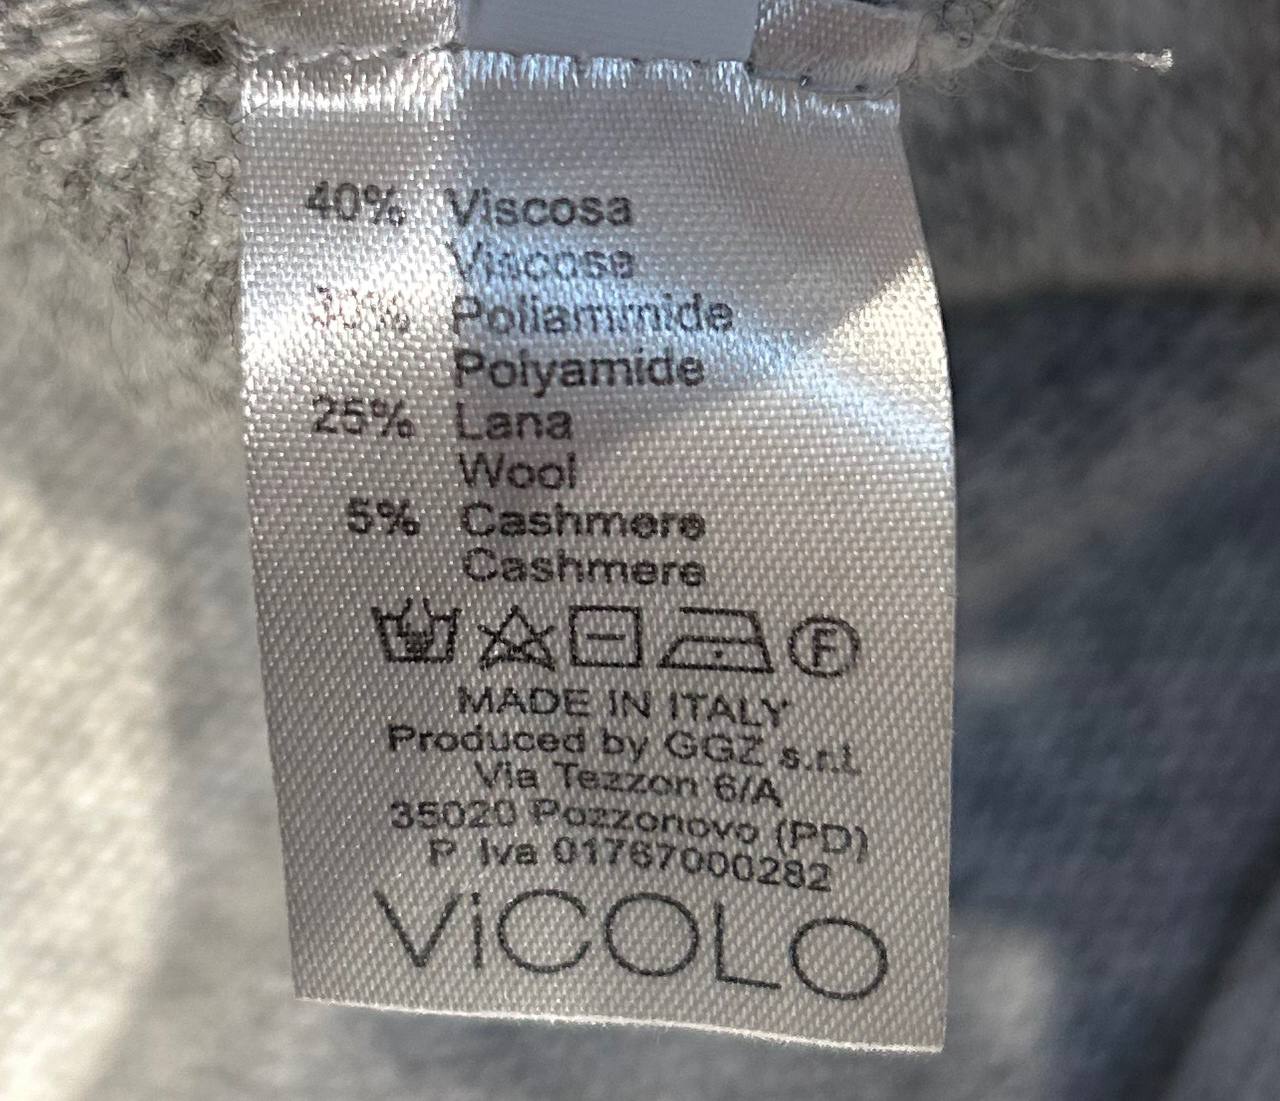 40% Viscosa
Viscose
30% Poliammide
Polyamide
25% Lana
Wool
5% Cashmere
Cashmere
F
MADE IN ITALY
Produced by GGZ s.r.l.
Via Tezzon 6/A
35020 Pozzonovo (PD)
P Iva 01767000282
ViCOLO